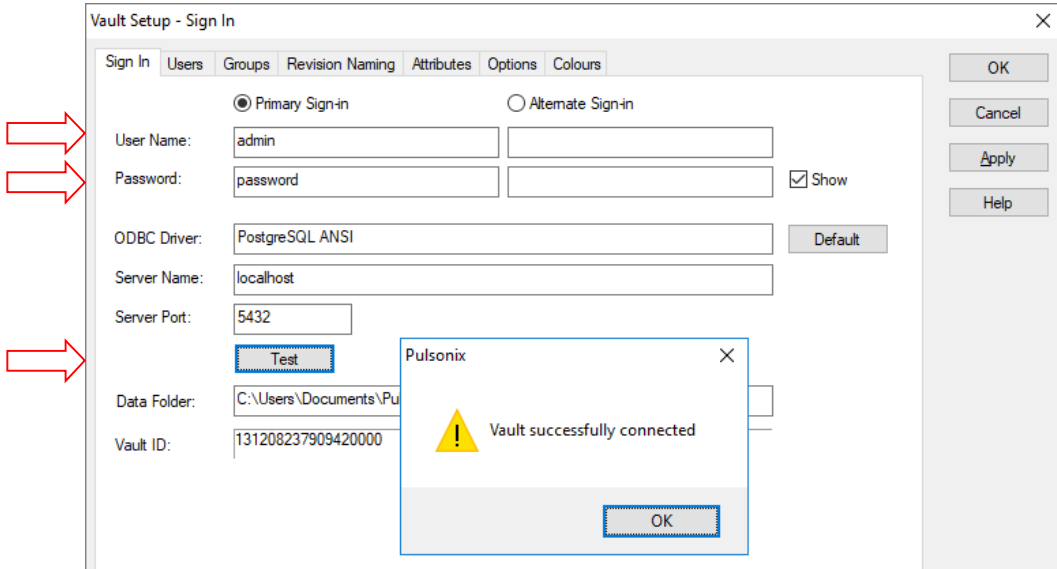 Vault Setup - Sign In
Sign In Users Groups Revision Naming Attributes Options Colours
OK
Primary Sign-in Alternate Sign-in
Cancel
User Name: admin
Apply
Password: password Show
Help
ODBC Driver: PostgreSQL ANSI Default
Server Name: localhost
Server Port: 5432
Test
Pulsonix
Data Folder: C:\Users\Documents\Pu
Vault successfully connected
Vault ID: 131208237909420000
OK